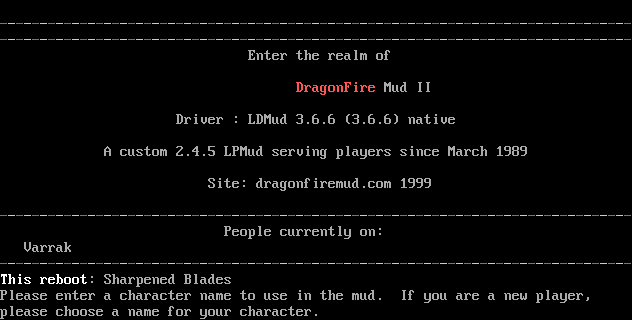 Enter the realm of
DragonFire Mud II
Driver : LDMud 3.6.6 (3.6.6) native
A custom 2.4.5 LPMud serving players since March 1989
Site: dragonfiremud.com 1999
People currently on:
Varrak
This reboot: Sharpened Blades
Please enter a character name to use in the mud.  If you are a new player,
please choose a name for your character.